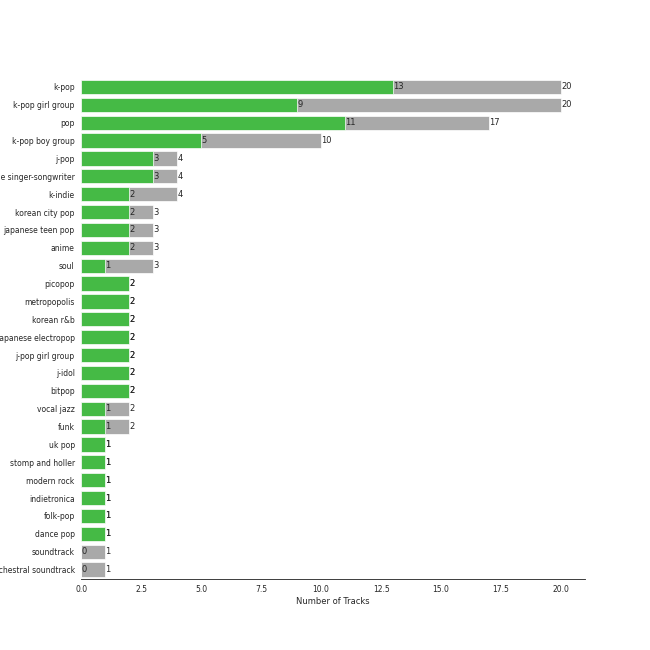 k-pop 13 20
k-pop girl group 9 20
pop 11 17
k-pop boy group 5 10
j-pop 3 4
e singer-songwriter 3 4
k-indie 2 4
korean city pop 2 3
japanese teen pop 2 3
anime 2 3
soul 1 3
picopop 2
metropopolis 2
korean r&b 2
apanese electropop 2
j-pop girl group 2
j-idol 2
bitpop 2
vocal jazz 1 2
funk 1 2
uk pop 1
stomp and holler 1
modern rock 1
indietronica 1
folk-pop 1
dance pop 1
soundtrack 0 1
chestral soundtrack 0 1
0.0 2.5 5.0 7.5 10.0 12.5 15.0 17.5 20.0
Number of Tracks